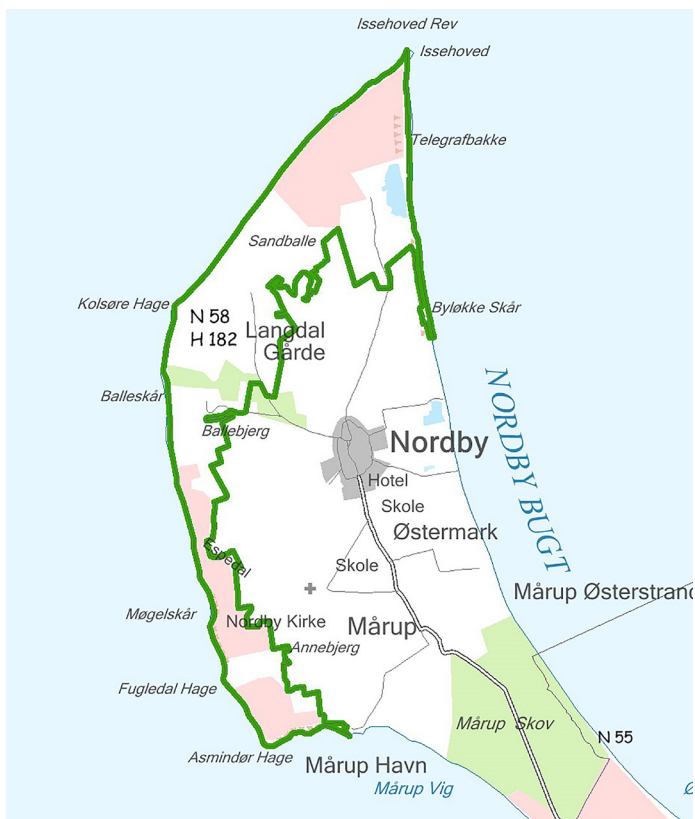 Issehoved Rev
Issehoved
Telegrafbakke
Sandballe
Kolsøre Hage
Byløkke Skår
N 58
H 182
Langdal
Gårde
Balleskår
Ballebjerg
NORDBY BUGT
Nordby
Hotel
Skole
Østermark
Espedal
Skole
Mårup Østerstrand
Møgelskår
Nordby Kirke
Mårup
Annebjerg
Fugledal Hage
Mårup Skov
N 55
Asmindør Hage
Mårup Havn
Mårup Vig
Ø